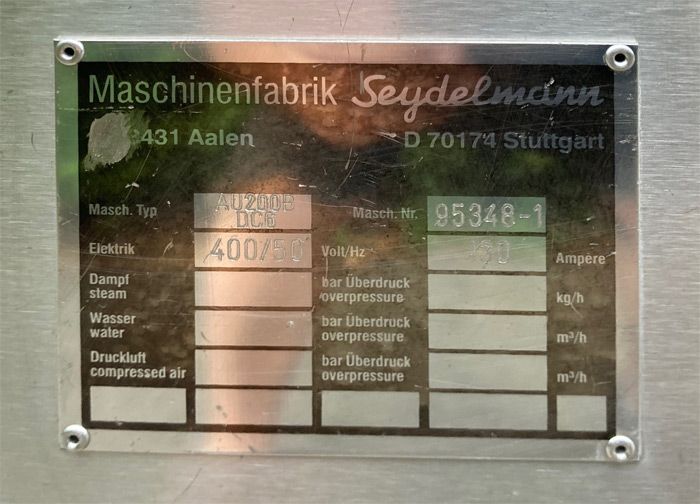 Maschinenfabrik Seydelmann
431 Aalen D 70174 Stuttgart
Masch. Typ AU200B DC6 Masch. Nr. 95348-1
Elektrik 400/50 Volt/Hz Ampère
Dampf bar Überdruck
steam overpressure kg/h
Wasser bar Überdruck
water overpressure m³/h
Druckluft bar Überdruck
compressed air overpressure m³/h